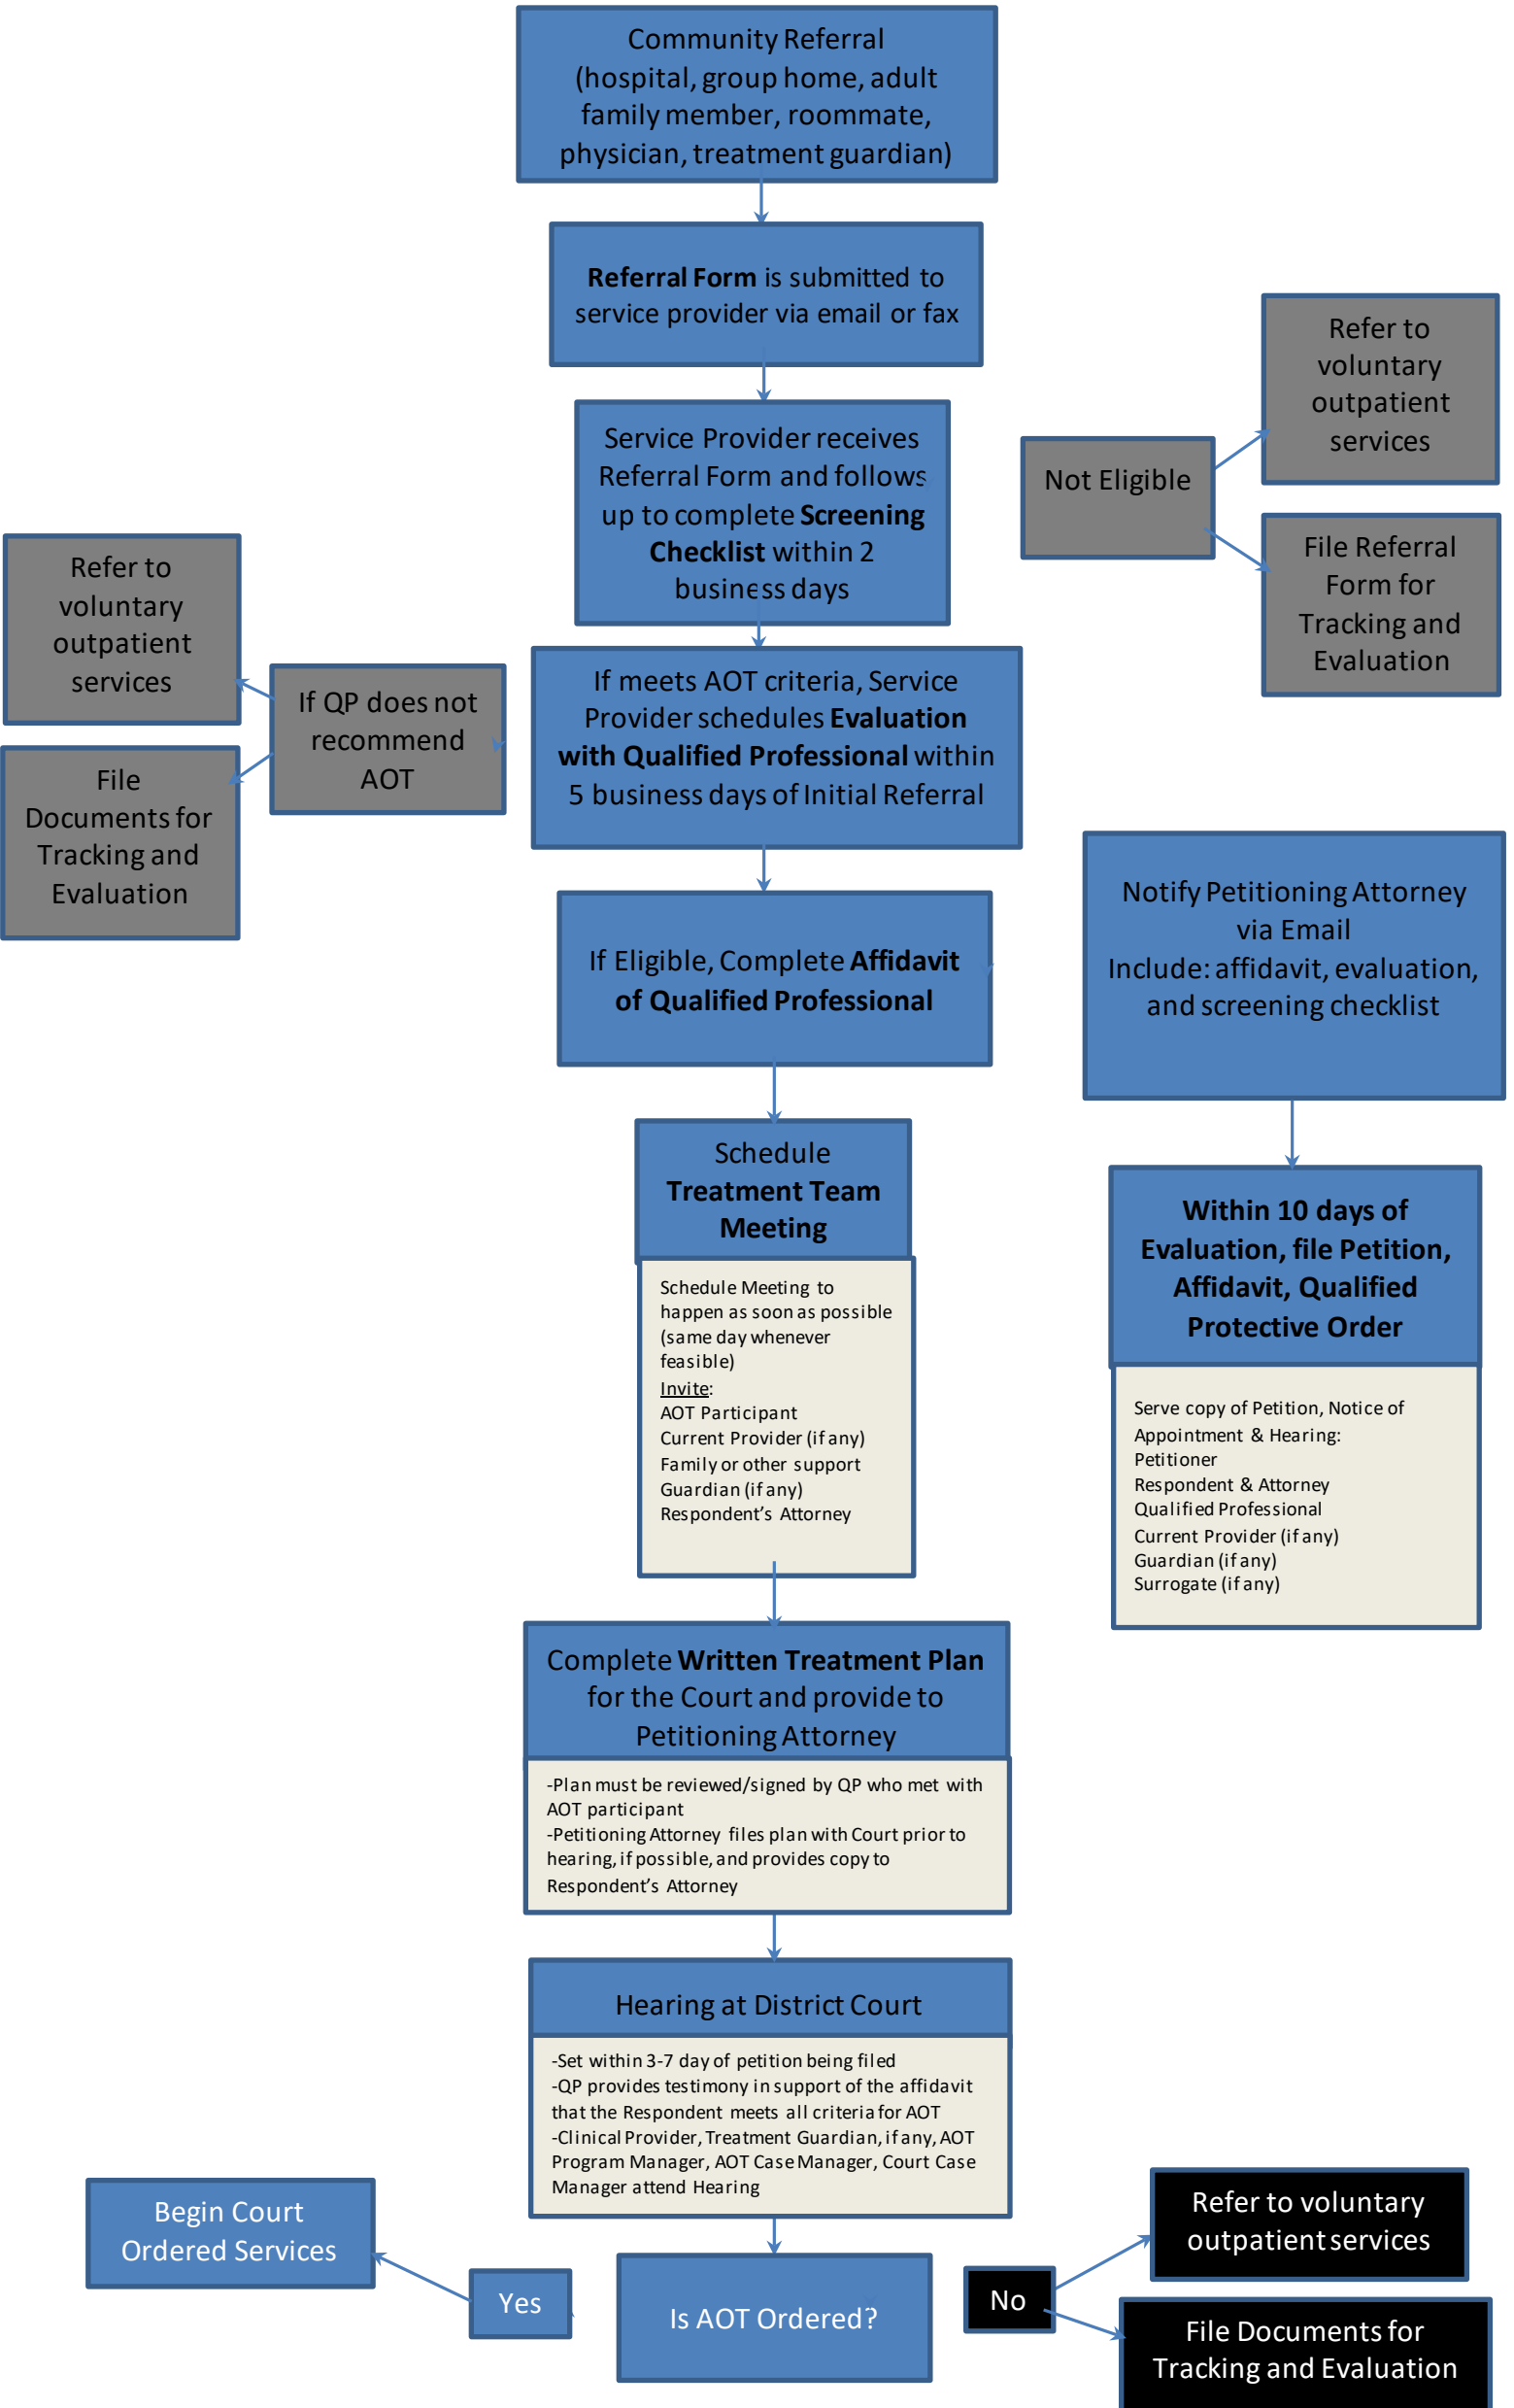 Community Referral
(hospital, group home, adult
family member, roommate,
physician, treatment guardian)
Referral Form is submitted to
service provider via email or fax
Service Provider receives
Referral Form and follows
up to complete Screening
Checklist within 2
business days
Not Eligible
Refer to
voluntary
outpatient
services
File Referral
Form for
Tracking and
Evaluation
If meets AOT criteria, Service
Provider schedules Evaluation
with Qualified Professional within
5 business days of Initial Referral
If QP does not
recommend
AOT
Refer to
voluntary
outpatient
services
File
Documents for
Tracking and
Evaluation
If Eligible, Complete Affidavit
of Qualified Professional
Notify Petitioning Attorney
via Email
Include: affidavit, evaluation,
and screening checklist
Within 10 days of
Evaluation, file Petition,
Affidavit, Qualified
Protective Order
Serve copy of Petition, Notice of
Appointment & Hearing:
Petitioner
Respondent & Attorney
Qualified Professional
Current Provider (if any)
Guardian (if any)
Surrogate (if any)
Schedule
Treatment Team
Meeting
Schedule Meeting to
happen as soon as possible
(same day whenever
feasible)
Invite:
AOT Participant
Current Provider (if any)
Family or other support
Guardian (if any)
Respondent’s Attorney
Complete Written Treatment Plan
for the Court and provide to
Petitioning Attorney
-Plan must be reviewed/signed by QP who met with
AOT participant
-Petitioning Attorney files plan with Court prior to
hearing, if possible, and provides copy to
Respondent’s Attorney
Hearing at District Court
-Set within 3-7 day of petition being filed
-QP provides testimony in support of the affidavit
that the Respondent meets all criteria for AOT
-Clinical Provider, Treatment Guardian, if any, AOT
Program Manager, AOT Case Manager, Court Case
Manager attend Hearing
Is AOT Ordered?
Yes
Begin Court
Ordered Services
No
Refer to voluntary
outpatient services
File Documents for
Tracking and Evaluation